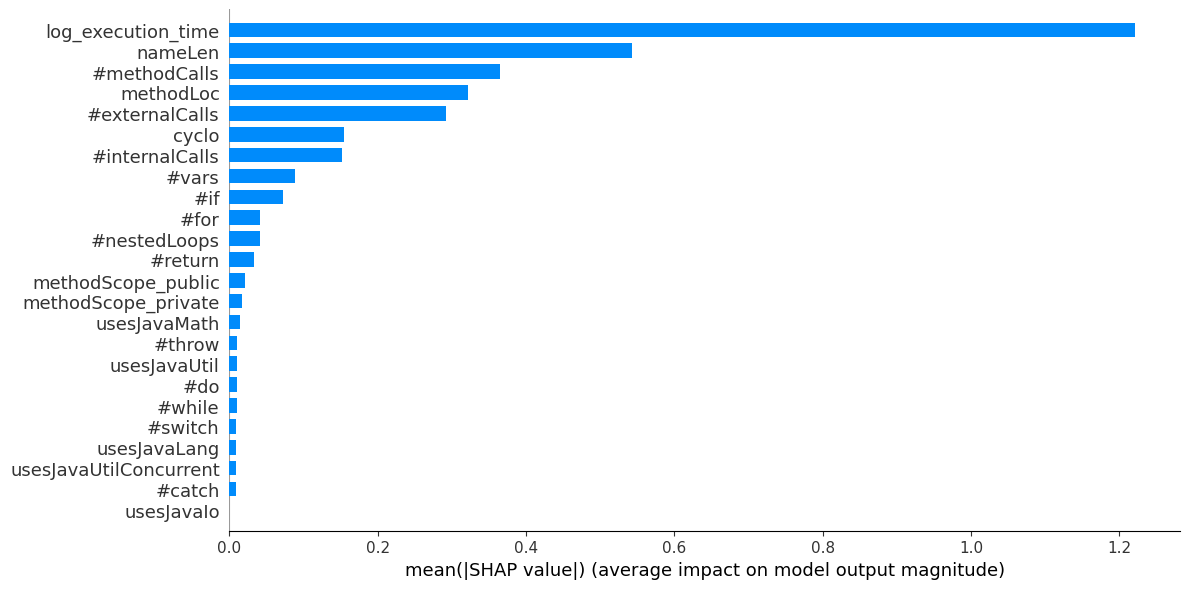 log_execution_time
nameLen
#methodCalls
methodLoc
#externalCalls
cyclo
#internalCalls
#vars
#if
#for
#nestedLoops
#return
methodScope_public
methodScope_private
usesJavaMath
#throw
usesJavaUtil
#do
#while
#switch
usesJavaLang
usesJavaUtilConcurrent
#catch
usesJavaIo
0.0 0.2 0.4 0.6 0.8 1.0 1.2
mean(|SHAP value|) (average impact on model output magnitude)